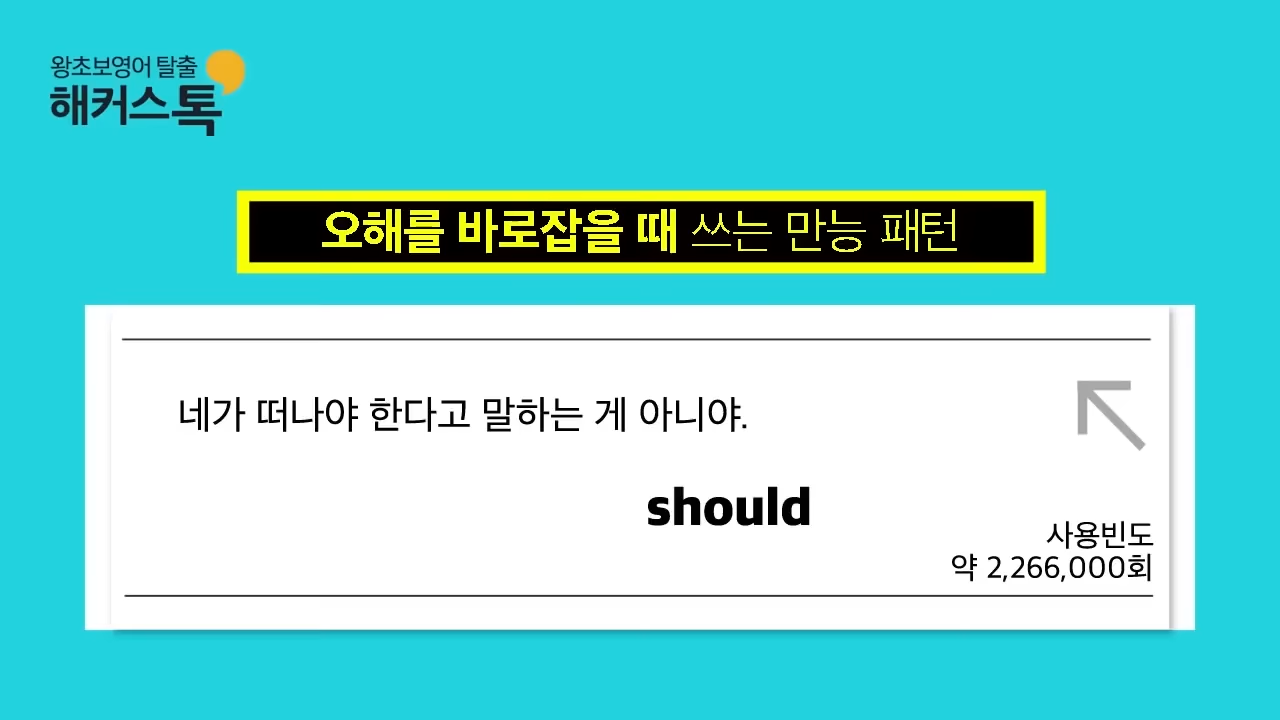 왕초보영어 탈출
해커스톡
오해를 바로잡을 때 쓰는 만능 패턴
네가 떠나야 한다고 말하는 게 아니야.
should
사용빈도
약 2,266,000회